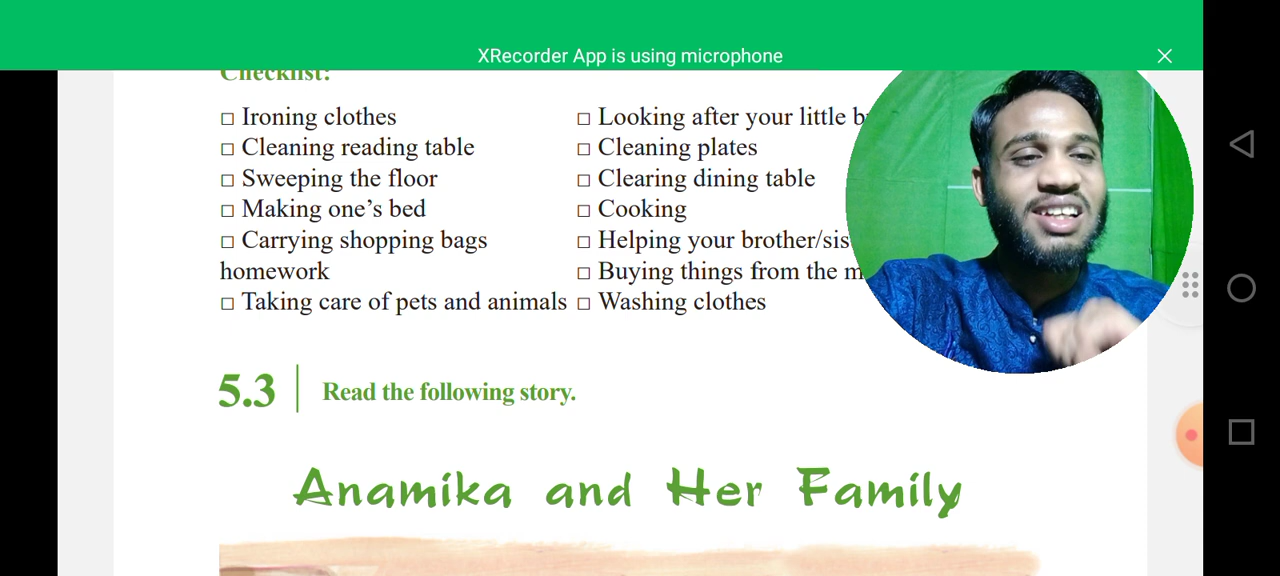 XRecorder App is using microphone
Checklist:
□ Ironing clothes
□ Cleaning reading table
□ Sweeping the floor
□ Making one's bed
□ Carrying shopping bags
homework
□ Taking care of pets and animals
□ Looking after your little
□ Cleaning plates
□ Clearing dining table
□ Cooking
□ Helping your
□ Buying things from the
□ Washing clothes
5.3
Read the following story.
Anamika and Her Family